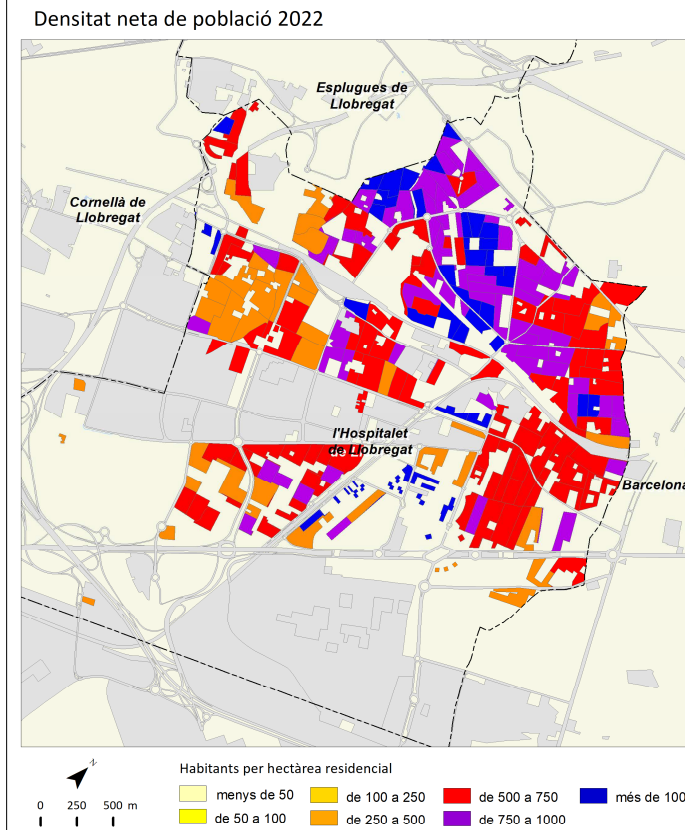 Densitat neta de població 2022
Esplugues de
Llobregat
Cornellà de
Llobregat
l'Hospitalet
de Llobregat
Barcelona
N
Habitants per hectàrea residencial
menys de 50
de 100 a 250
de 500 a 750
més de 100
de 50 a 100
de 250 a 500
de 750 a 1000
0 250 500 m